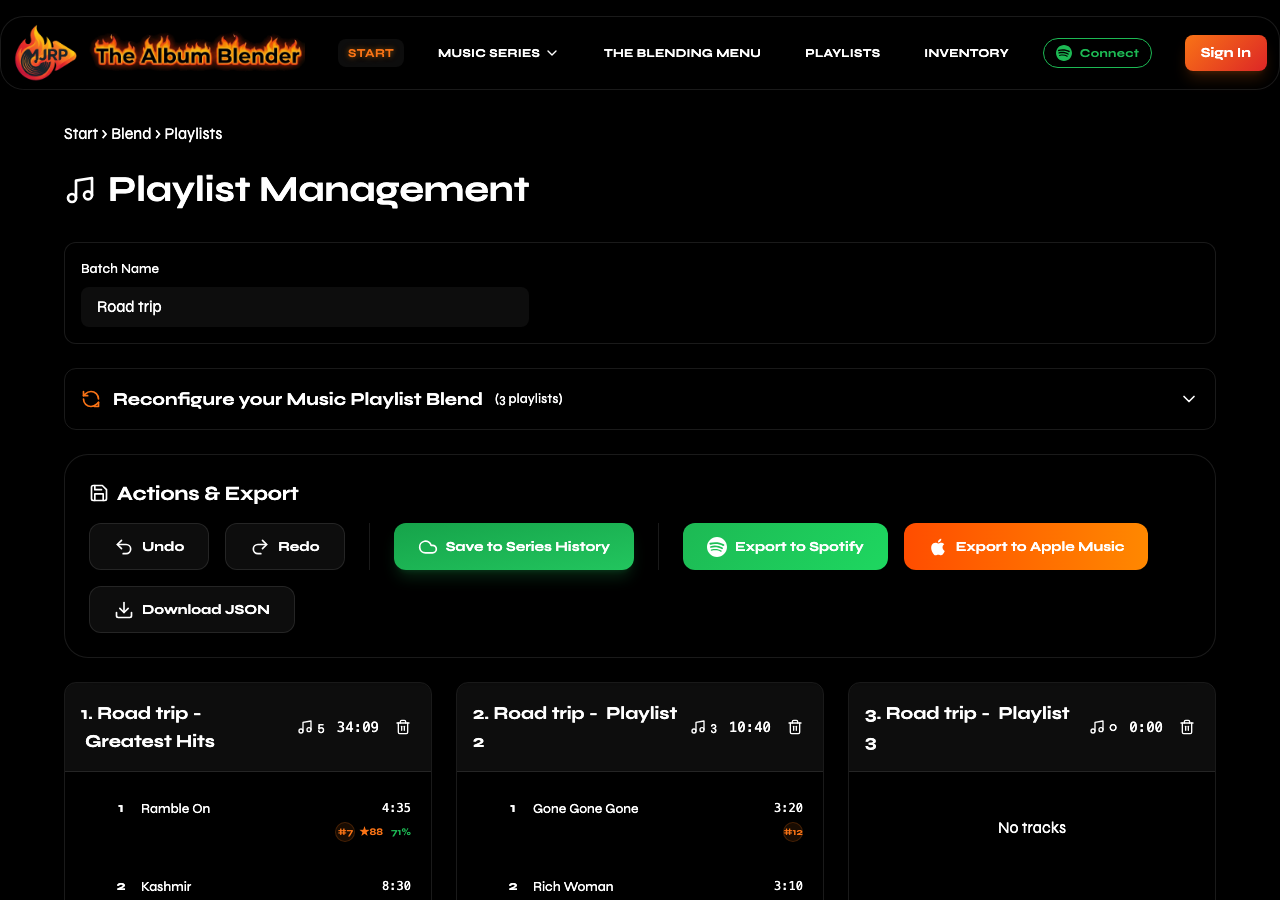 JRP The Album Blender START MUSIC SERIES THE BLENDING MENU PLAYLISTS INVENTORY Connect Sign In
Start > Blend > Playlists
Playlist Management
Batch Name
Road trip
Reconfigure your Music Playlist Blend (3 playlists)
Actions & Export
Undo Redo Save to Series History Export to Spotify Export to Apple Music
Download JSON
1. Road trip -
Greatest Hits
5 34:09
1 Ramble On 4:35
#7 ★88 71%
2 Kashmir 8:30
2. Road trip - Playlist
2
3 10:40
1 Gone Gone Gone 3:20
#12
2 Rich Woman 3:10
3. Road trip - Playlist
3
0 0:00
No tracks